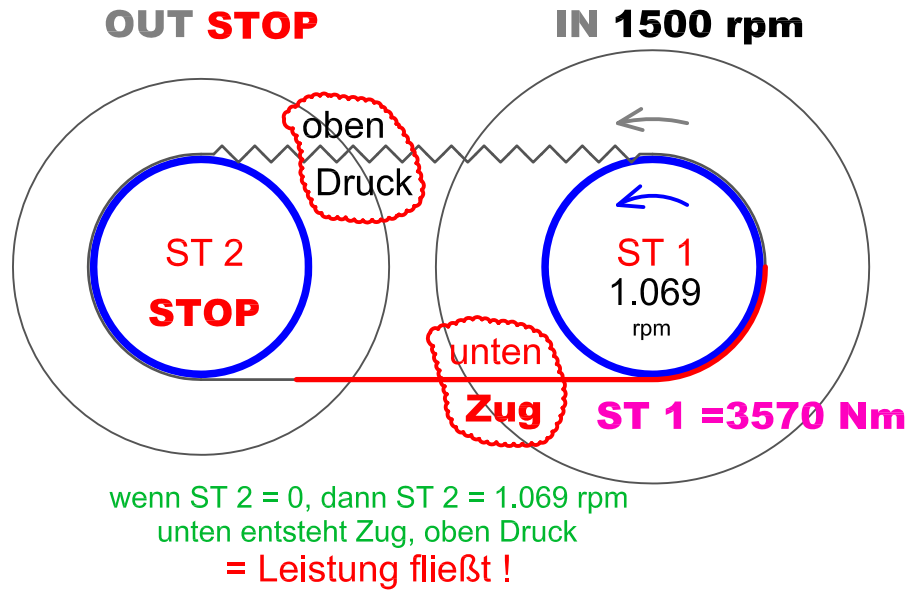 OUT STOP
IN 1500 rpm
oben
Druck
ST 2
STOP
ST 1
1.069
rpm
unten
Zug
ST 1 =3570 Nm
wenn ST 2 = 0, dann ST 2 = 1.069 rpm
unten entsteht Zug, oben Druck
= Leistung fließt !